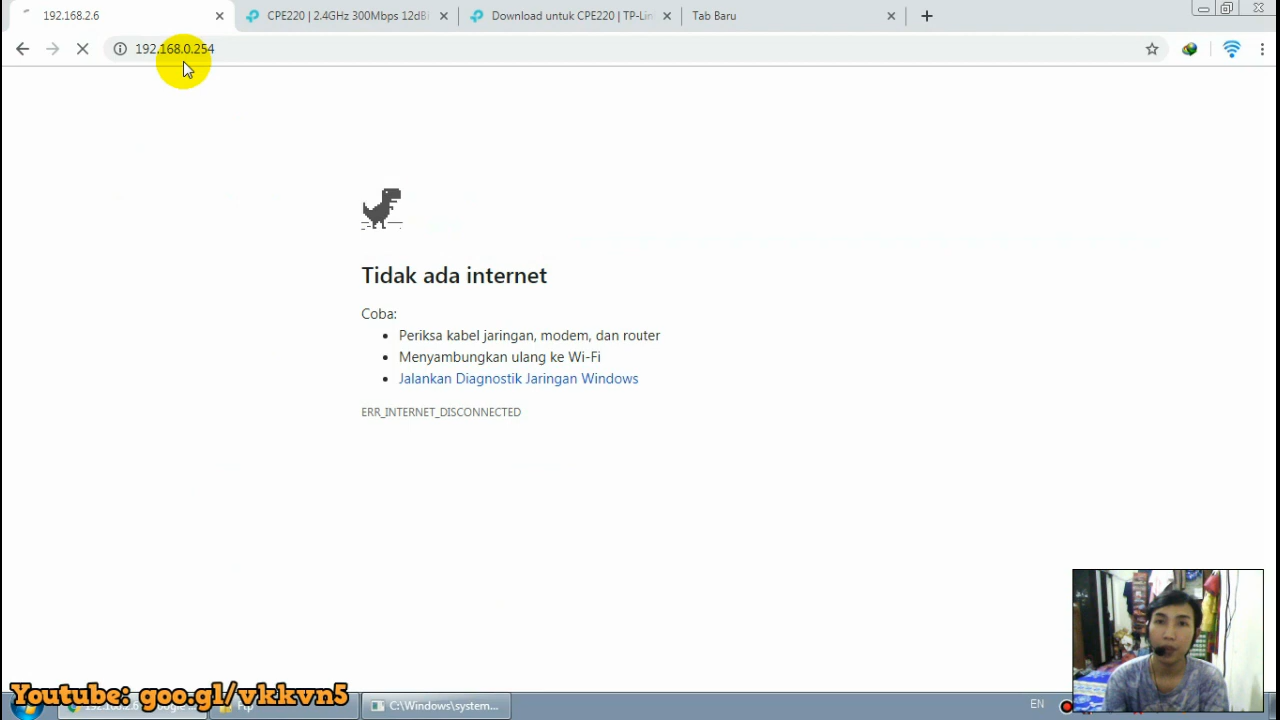 192.168.2.6
CPE220 | 2.4GHz 300Mbps 12dBi
Download untuk CPE220 | TP-Lin
Tab Baru
192.168.0.254
Tidak ada internet
Coba:
Periksa kabel jaringan, modem, dan router
Menyambungkan ulang ke Wi-Fi
Jalankan Diagnostik Jaringan Windows
ERR_INTERNET_DISCONNECTED
Youtube: goo.gl/vkkvn5
C:\Windows\system...
EN